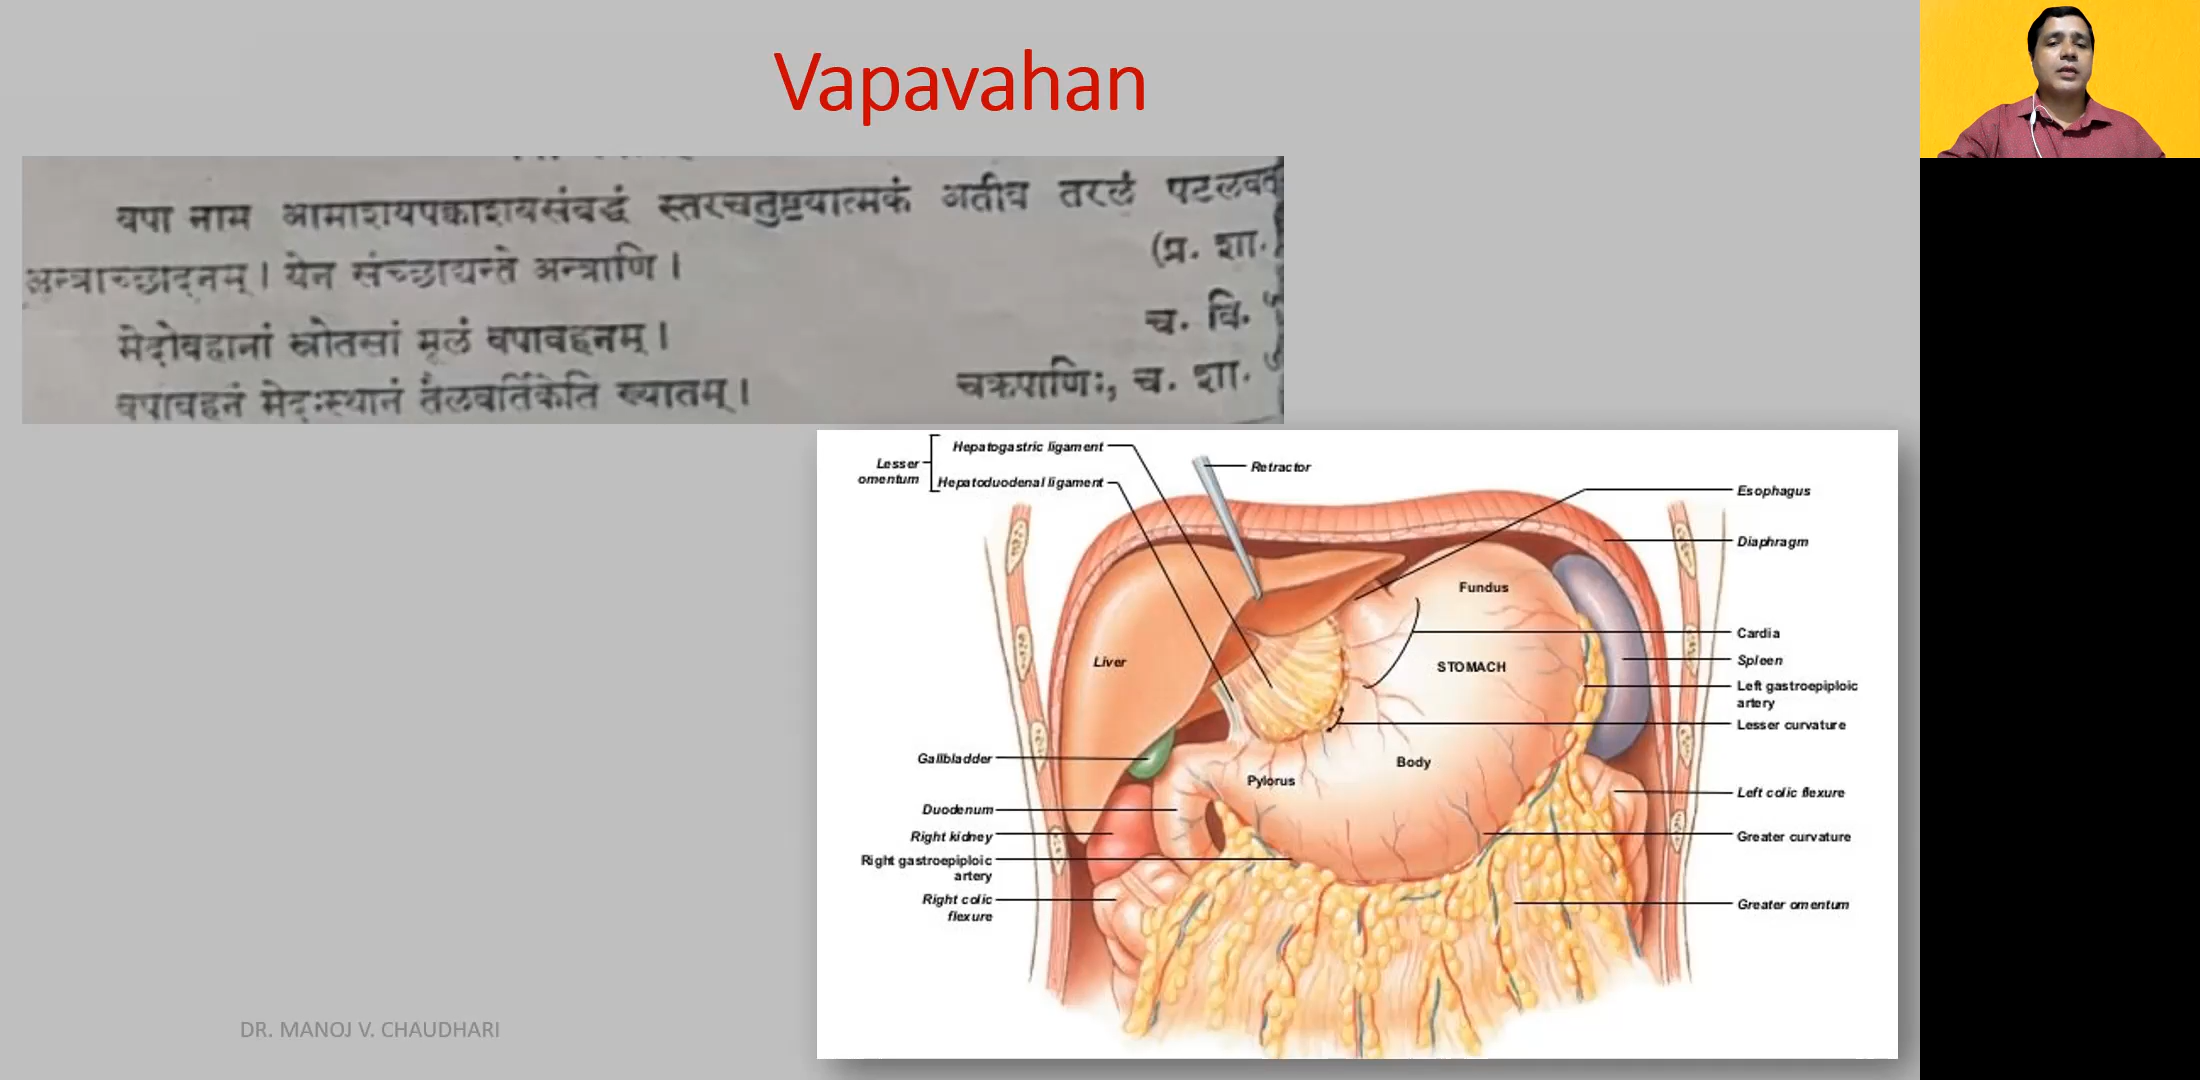 Vapavahan
वपा नाम आमाशयपक्वाशयसंबद्धं स्तरचतुष्टयात्मकं अतीव तरलं पटलवत्
(प्र. शा.
अन्त्राच्छादनम् । येन संच्छाद्यन्ते अन्त्राणि ।
च. वि. ५
मेदोवहानां स्रोतसां मूलं वपावहनम् ।
वपावहनं मेदःस्थानं तैलवर्तिकेति ख्यातम् । चक्रपाणिः, च. शा. ७
Lesser omentum
Hepatogastric ligament
Hepatoduodenal ligament
Retractor
Esophagus
Diaphragm
Fundus
Cardia
Liver
STOMACH
Spleen
Left gastroepiploic
artery
Lesser curvature
Gallbladder
Body
Pylorus
Left colic flexure
Duodenum
Right kidney
Greater curvature
Right gastroepiploic
artery
Right colic
flexure
Greater omentum
DR. MANOJ V. CHAUDHARI